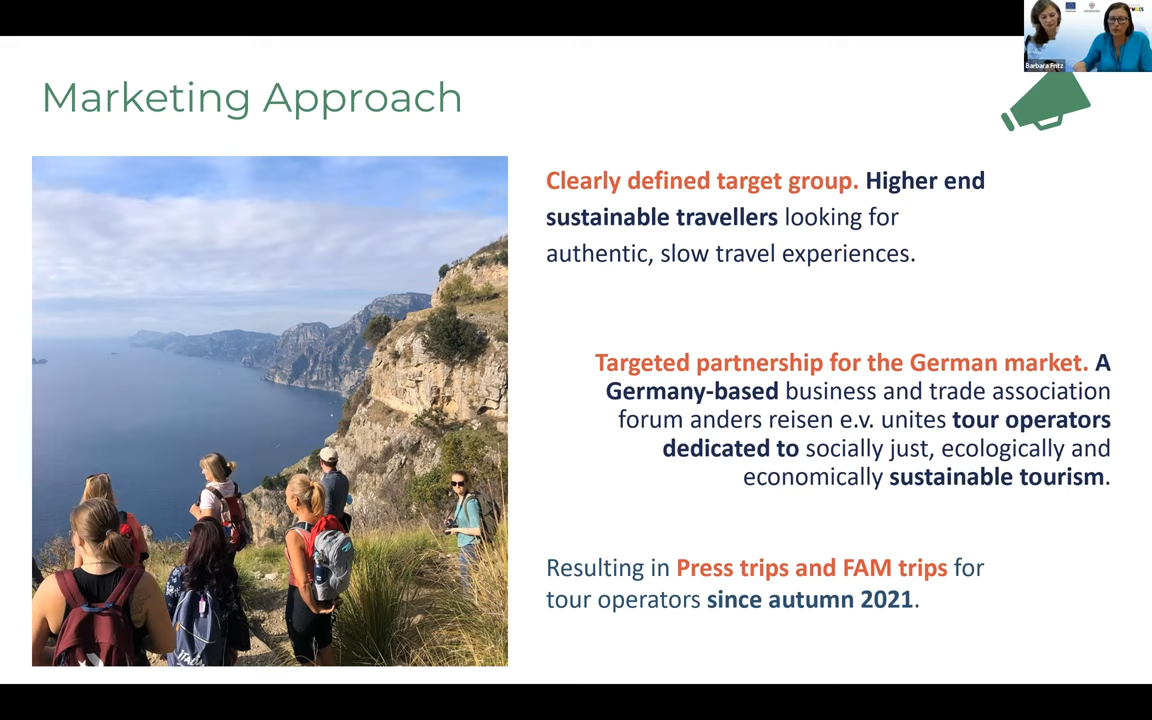 Marketing Approach
Barbara Fritz
Clearly defined target group. Higher end
sustainable travellers looking for
authentic, slow travel experiences.
Targeted partnership for the German market. A
Germany-based business and trade association
forum anders reisen e.v. unites tour operators
dedicated to socially just, ecologically and
economically sustainable tourism.
Resulting in Press trips and FAM trips for
tour operators since autumn 2021.